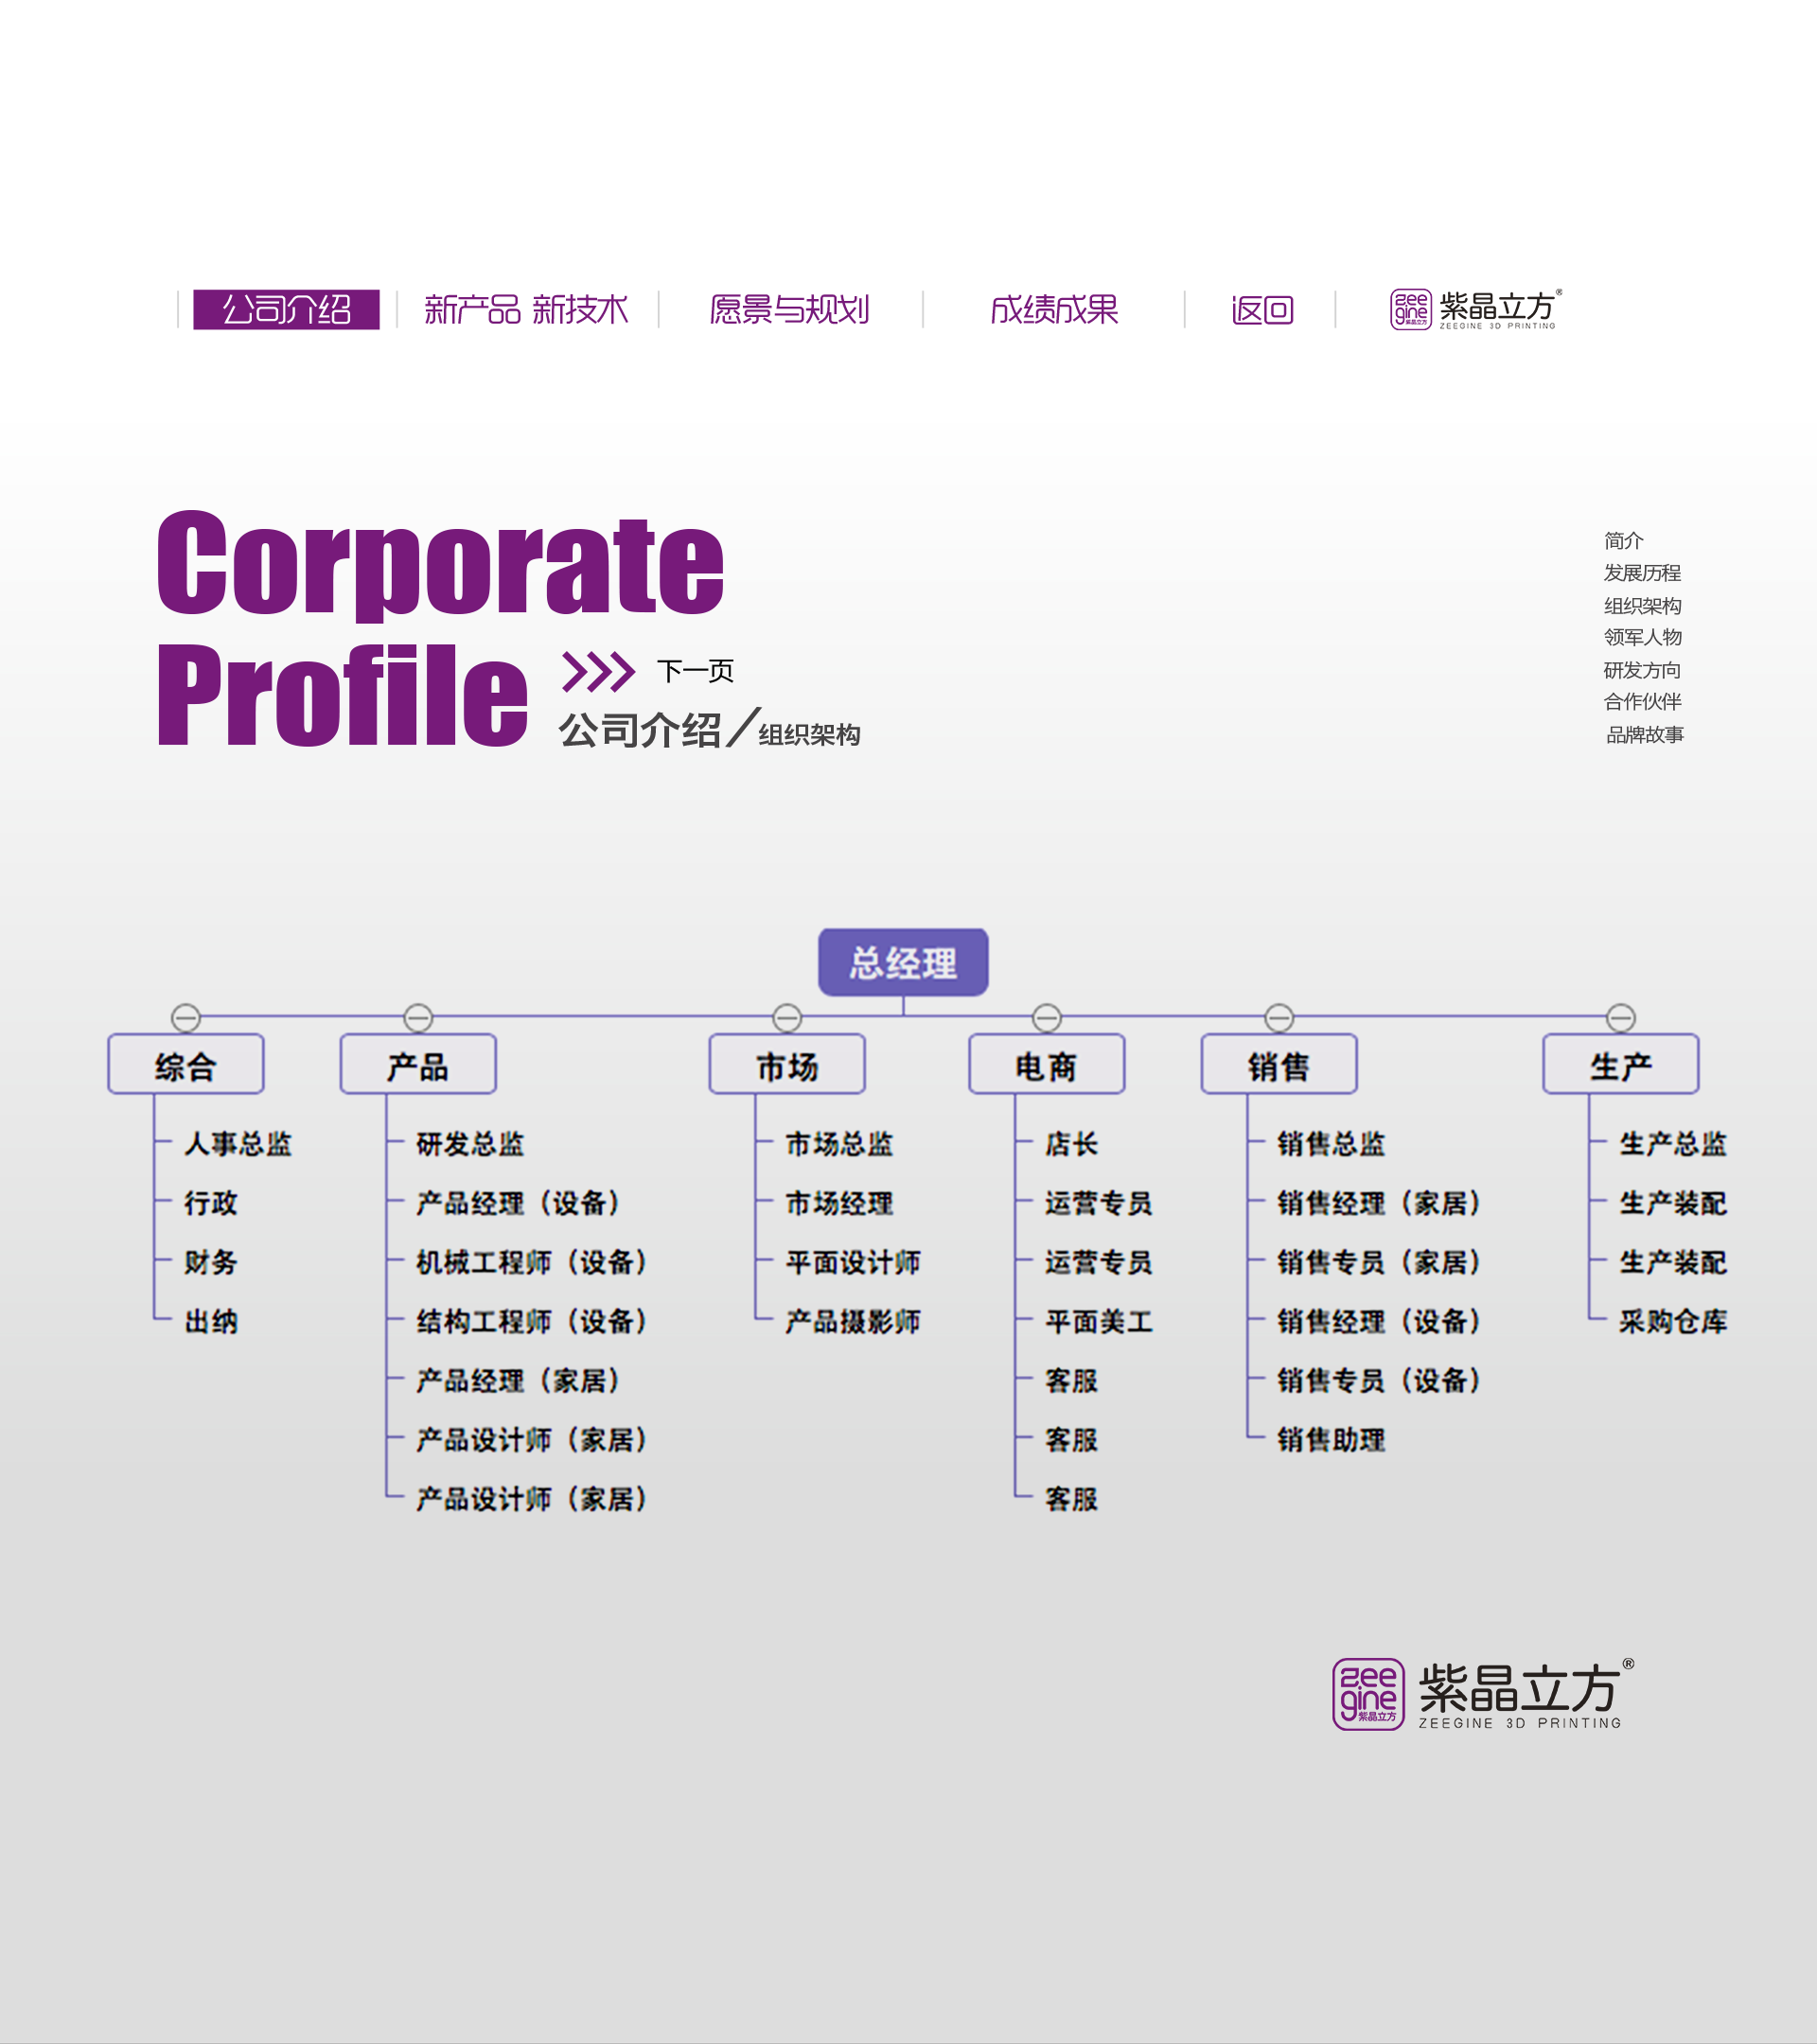 公司介绍
新产品 新技术
愿景与规划
成绩成果
返回
zee
gine
紫晶立方
紫晶立方®
ZEEGINE 3D PRINTING
Corporate
Profile
下一页
公司介绍/组织架构
简介
发展历程
组织架构
领军人物
研发方向
合作伙伴
品牌故事
总经理
综合
人事总监
行政
财务
出纳
产品
研发总监
产品经理（设备）
机械工程师（设备）
结构工程师（设备）
产品经理（家居）
产品设计师（家居）
产品设计师（家居）
市场
市场总监
市场经理
平面设计师
产品摄影师
电商
店长
运营专员
运营专员
平面美工
客服
客服
客服
销售
销售总监
销售经理（家居）
销售专员（家居）
销售经理（设备）
销售专员（设备）
销售助理
生产
生产总监
生产装配
生产装配
采购仓库
zee
gine
紫晶立方
紫晶立方®
ZEEGINE 3D PRINTING